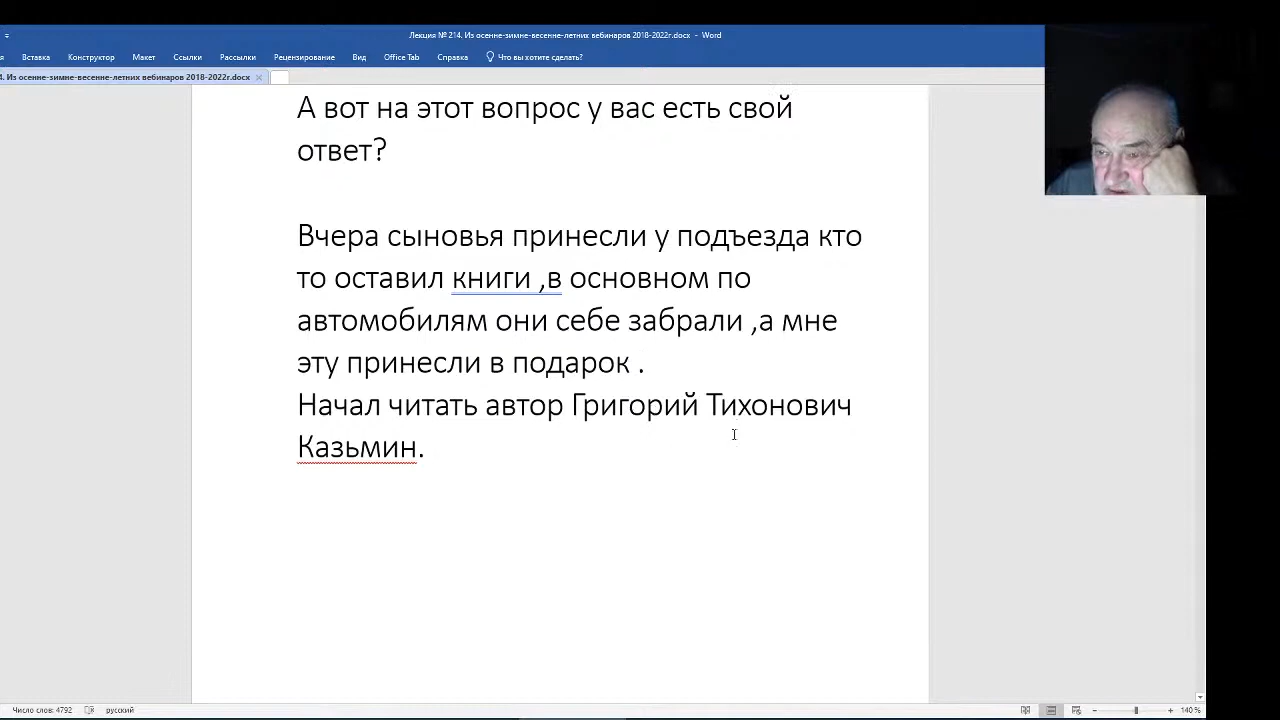 Лекция № 214. Из осенне-зимне-весенне-летних вебинаров 2018-2022г.docx - Word
Вставка Конструктор Макет Ссылки Рассылки Рецензирование Вид Office Tab Справка Что вы хотите сделать?
4. Из осенне-зимне-весенне-летних вебинаров 2018-2022г.docx
А вот на этот вопрос у вас есть свой
ответ?
Вчера сыновья принесли у подъезда кто
то оставил книги ,в основном по
автомобилям они себе забрали ,а мне
эту принесли в подарок .
Начал читать автор Григорий Тихонович
Казьмин.
Число слов: 4792 русский 140%